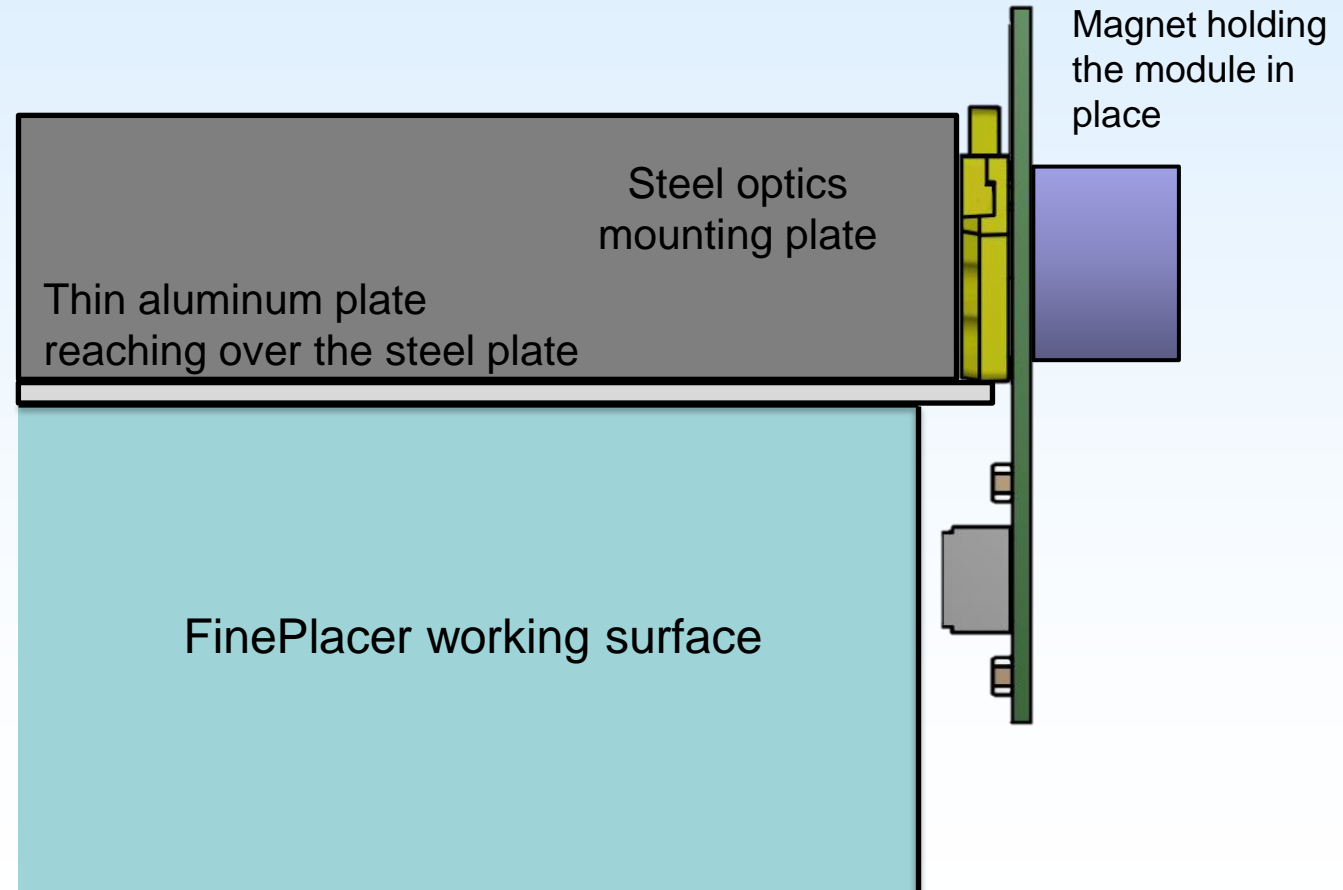 Magnet holding
the module in
place
Steel optics
mounting plate
Thin aluminum plate
reaching over the steel plate
FinePlacer working surface